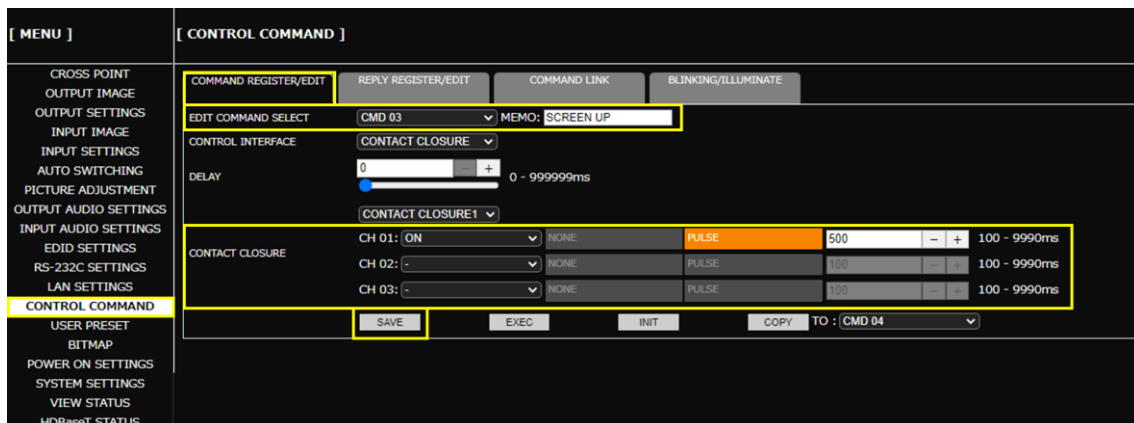 [ MENU ]
[ CONTROL COMMAND ]
CROSS POINT
OUTPUT IMAGE
OUTPUT SETTINGS
INPUT IMAGE
INPUT SETTINGS
AUTO SWITCHING
PICTURE ADJUSTMENT
OUTPUT AUDIO SETTINGS
INPUT AUDIO SETTINGS
EDID SETTINGS
RS-232C SETTINGS
LAN SETTINGS
CONTROL COMMAND
USER PRESET
BITMAP
POWER ON SETTINGS
SYSTEM SETTINGS
VIEW STATUS
HDBaseT STATUS
COMMAND REGISTER/EDIT REPLY REGISTER/EDIT COMMAND LINK BLINKING/ILLUMINATE
EDIT COMMAND SELECT CMD 03 MEMO: SCREEN UP
CONTROL INTERFACE CONTACT CLOSURE
DELAY 0 - + 0 - 999999ms
CONTACT CLOSURE1
CONTACT CLOSURE
CH 01: ON NONE PULSE 500 - + 100 - 9990ms
CH 02: - NONE PULSE 100 - + 100 - 9990ms
CH 03: - NONE PULSE 100 - + 100 - 9990ms
SAVE EXEC INIT COPY TO : CMD 04